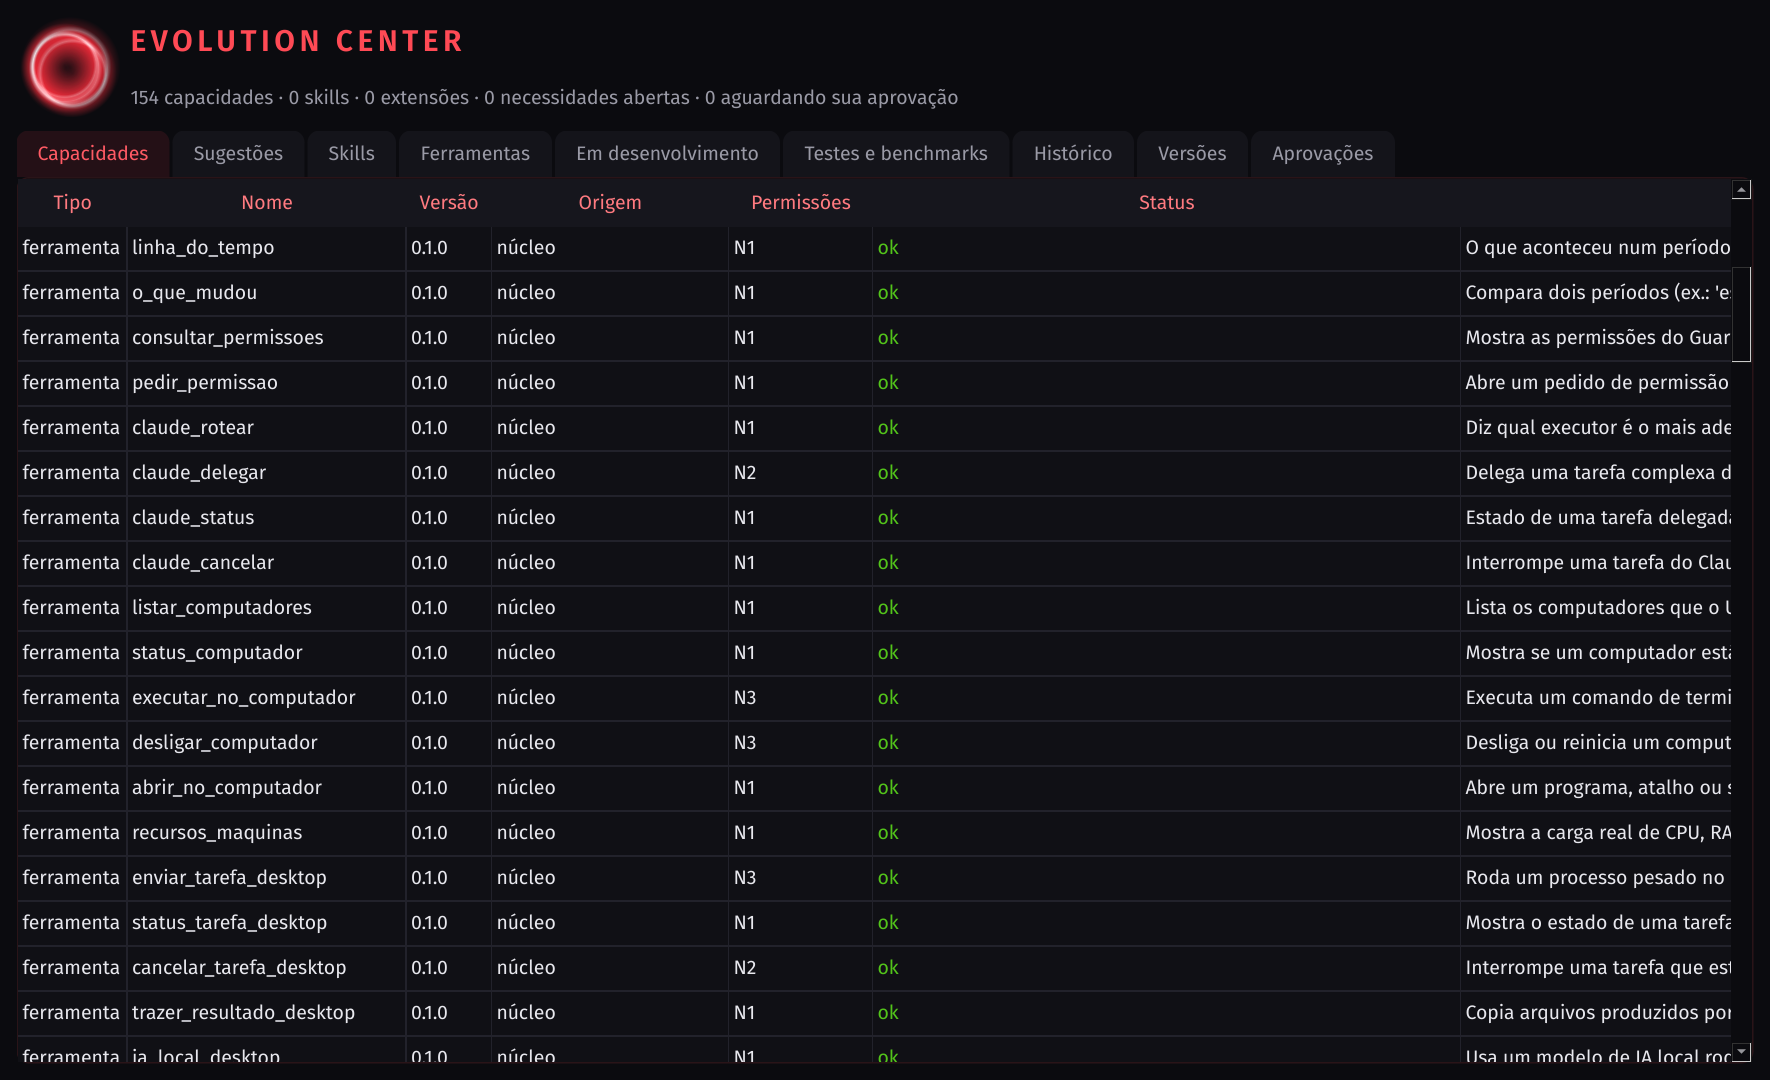 EVOLUTION CENTER
154 capacidades · 0 skills · 0 extensões · 0 necessidades abertas · 0 aguardando sua aprovação
Capacidades Sugestões Skills Ferramentas Em desenvolvimento Testes e benchmarks Histórico Versões Aprovações
Tipo Nome Versão Origem Permissões Status
ferramenta linha_do_tempo 0.1.0 núcleo N1 ok O que aconteceu num período
ferramenta o_que_mudou 0.1.0 núcleo N1 ok Compara dois períodos (ex.: 'e
ferramenta consultar_permissoes 0.1.0 núcleo N1 ok Mostra as permissões do Guar
ferramenta pedir_permissao 0.1.0 núcleo N1 ok Abre um pedido de permissão
ferramenta claude_rotear 0.1.0 núcleo N1 ok Diz qual executor é o mais ade
ferramenta claude_delegar 0.1.0 núcleo N2 ok Delega uma tarefa complexa d
ferramenta claude_status 0.1.0 núcleo N1 ok Estado de uma tarefa delegad
ferramenta claude_cancelar 0.1.0 núcleo N1 ok Interrompe uma tarefa do Clau
ferramenta listar_computadores 0.1.0 núcleo N1 ok Lista os computadores que o
ferramenta status_computador 0.1.0 núcleo N1 ok Mostra se um computador est
ferramenta executar_no_computador 0.1.0 núcleo N3 ok Executa um comando de termi
ferramenta desligar_computador 0.1.0 núcleo N3 ok Desliga ou reinicia um comput
ferramenta abrir_no_computador 0.1.0 núcleo N1 ok Abre um programa, atalho ou
ferramenta recursos_maquinas 0.1.0 núcleo N1 ok Mostra a carga real de CPU, RA
ferramenta enviar_tarefa_desktop 0.1.0 núcleo N3 ok Roda um processo pesado no
ferramenta status_tarefa_desktop 0.1.0 núcleo N1 ok Mostra o estado de uma tarefa
ferramenta cancelar_tarefa_desktop 0.1.0 núcleo N2 ok Interrompe uma tarefa que est
ferramenta trazer_resultado_desktop 0.1.0 núcleo N1 ok Copia arquivos produzidos por
ferramenta ia_local_desktop 0.1.0 núcleo N1 ok Usa um modelo de IA local rod